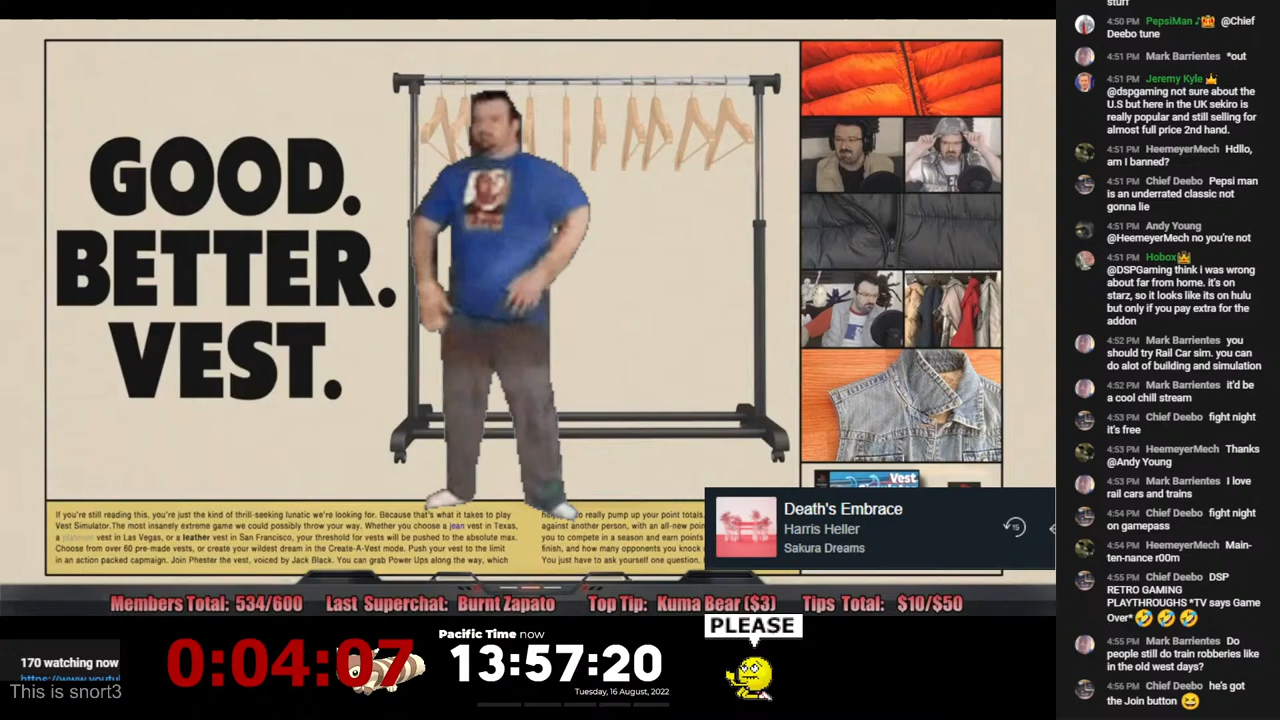 GOOD.
BETTER.
VEST.
If you're still reading this, you're just the kind of thrill-seeking lunatic we're looking for. Because that's what it takes to play
Vest Simulator.The most insanely extreme game we could possibly throw your way. Whether you choose a jean vest in Texas,
a platinum vest in Las Vegas, or a leather vest in San Francisco, your threshold for vests will be pushed to the absolute max.
Choose from over 60 pre-made vests, or create your wildest dream in the Create-A-Vest mode. Push your vest to the limit
in an action packed capmaign. Join Phester the vest, voiced by Jack Black. You can grab Power Ups along the way, which
to really pump up your point totals.
against another person, with an all-new poin
you to compete in a season and earn points
finish, and how many opponents you knock
You just have to ask yourself one question.
Vest
Death's Embrace
Harris Heller
Sakura Dreams
15
Members Total: 534/600 Last Superchat: Burnt Zapato Top Tip: Kuma Bear ($3) Tips Total: $10/$50
170 watching now
This is snort3
0:04:07
Pacific Time now
13:57:20
Tuesday, 16 August, 2022
PLEASE
stuff
4:50 PM PepsiMan♪ @Chief
Deebo tune
4:51 PM Mark Barrientes *out
4:51 PM Jeremy Kyle
@dspgaming not sure about the
U.S but here in the UK sekiro is
really popular and still selling for
almost full price 2nd hand.
4:51 PM HeemeyerMech Hdllo,
am I banned?
4:51 PM Chief Deebo Pepsi man
is an underrated classic not
gonna lie
4:51 PM Andy Young
@HeemeyerMech no you're not
4:51 PM Hobox
@DSPGaming think i was wrong
about far from home. it's on
starz, so it looks like its on hulu
but only if you pay extra for the
addon
4:52 PM Mark Barrientes you
should try Rail Car sim. you can
do alot of building and simulation
4:52 PM Mark Barrientes it'd be
a cool chill stream
4:53 PM Chief Deebo fight night
it's free
4:53 PM HeemeyerMech Thanks
@Andy Young
4:53 PM Mark Barrientes I love
rail cars and trains
4:54 PM Chief Deebo fight night
on gamepass
4:54 PM HeemeyerMech Main-
ten-nance r00m
4:55 PM Chief Deebo DSP
RETRO GAMING
PLAYTHROUGHS *TV says Game
Over* 🤣 🤣 🤣
4:55 PM Mark Barrientes Do
people still do train robberies like
in the old west days?
4:56 PM Chief Deebo he's got
the Join button 😆